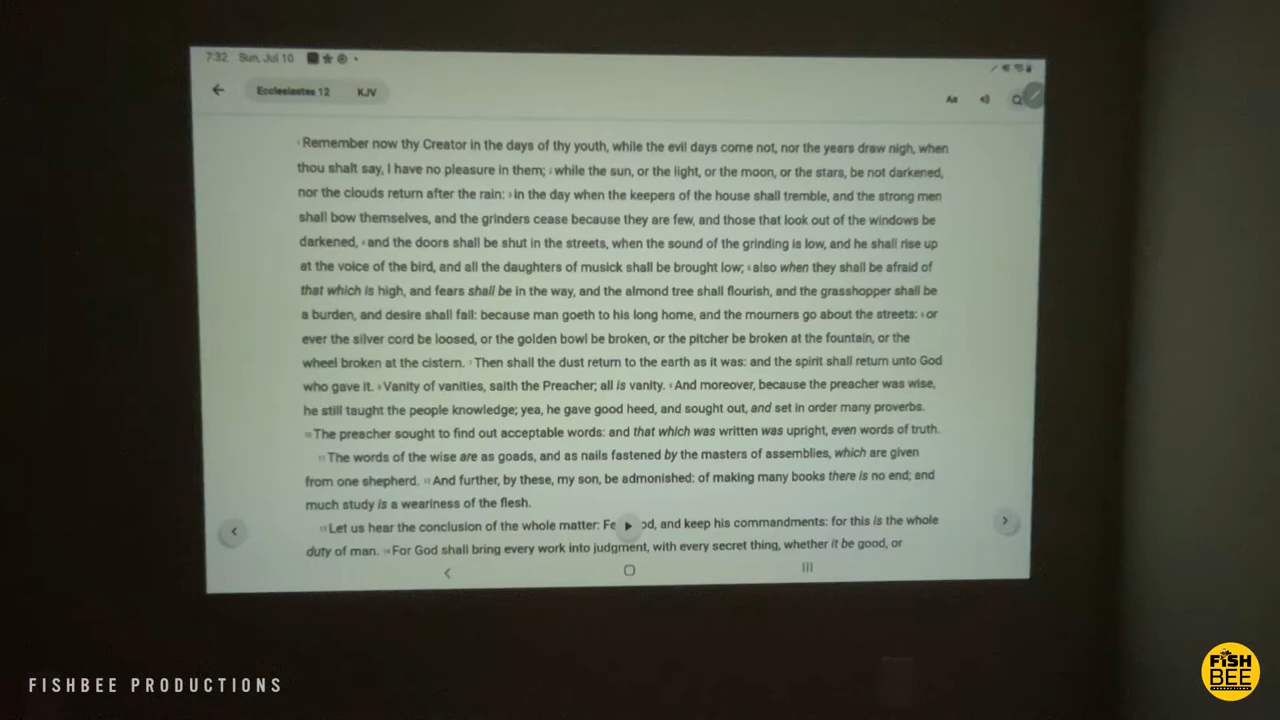 7:32 Sun, Jul 10
Ecclesiastes 12 KJV
Aa
1 Remember now thy Creator in the days of thy youth, while the evil days come not, nor the years draw nigh, when
thou shalt say, I have no pleasure in them; 2 while the sun, or the light, or the moon, or the stars, be not darkened,
nor the clouds return after the rain: 3 in the day when the keepers of the house shall tremble, and the strong men
shall bow themselves, and the grinders cease because they are few, and those that look out of the windows be
darkened, 4 and the doors shall be shut in the streets, when the sound of the grinding is low, and he shall rise up
at the voice of the bird, and all the daughters of musick shall be brought low; 5 also when they shall be afraid of
that which is high, and fears shall be in the way, and the almond tree shall flourish, and the grasshopper shall be
a burden, and desire shall fail: because man goeth to his long home, and the mourners go about the streets: 6 or
ever the silver cord be loosed, or the golden bowl be broken, or the pitcher be broken at the fountain, or the
wheel broken at the cistern. 7 Then shall the dust return to the earth as it was: and the spirit shall return unto God
who gave it. 8 Vanity of vanities, saith the Preacher; all is vanity. 9 And moreover, because the preacher was wise,
he still taught the people knowledge; yea, he gave good heed, and sought out, and set in order many proverbs.
10 The preacher sought to find out acceptable words: and that which was written was upright, even words of truth.
11 The words of the wise are as goads, and as nails fastened by the masters of assemblies, which are given
from one shepherd. 12 And further, by these, my son, be admonished: of making many books there is no end; and
much study is a weariness of the flesh.
13 Let us hear the conclusion of the whole matter: Fe od, and keep his commandments: for this is the whole
duty of man. 14 For God shall bring every work into judgment, with every secret thing, whether it be good, or
FISHBEE PRODUCTIONS
FISH
BEE